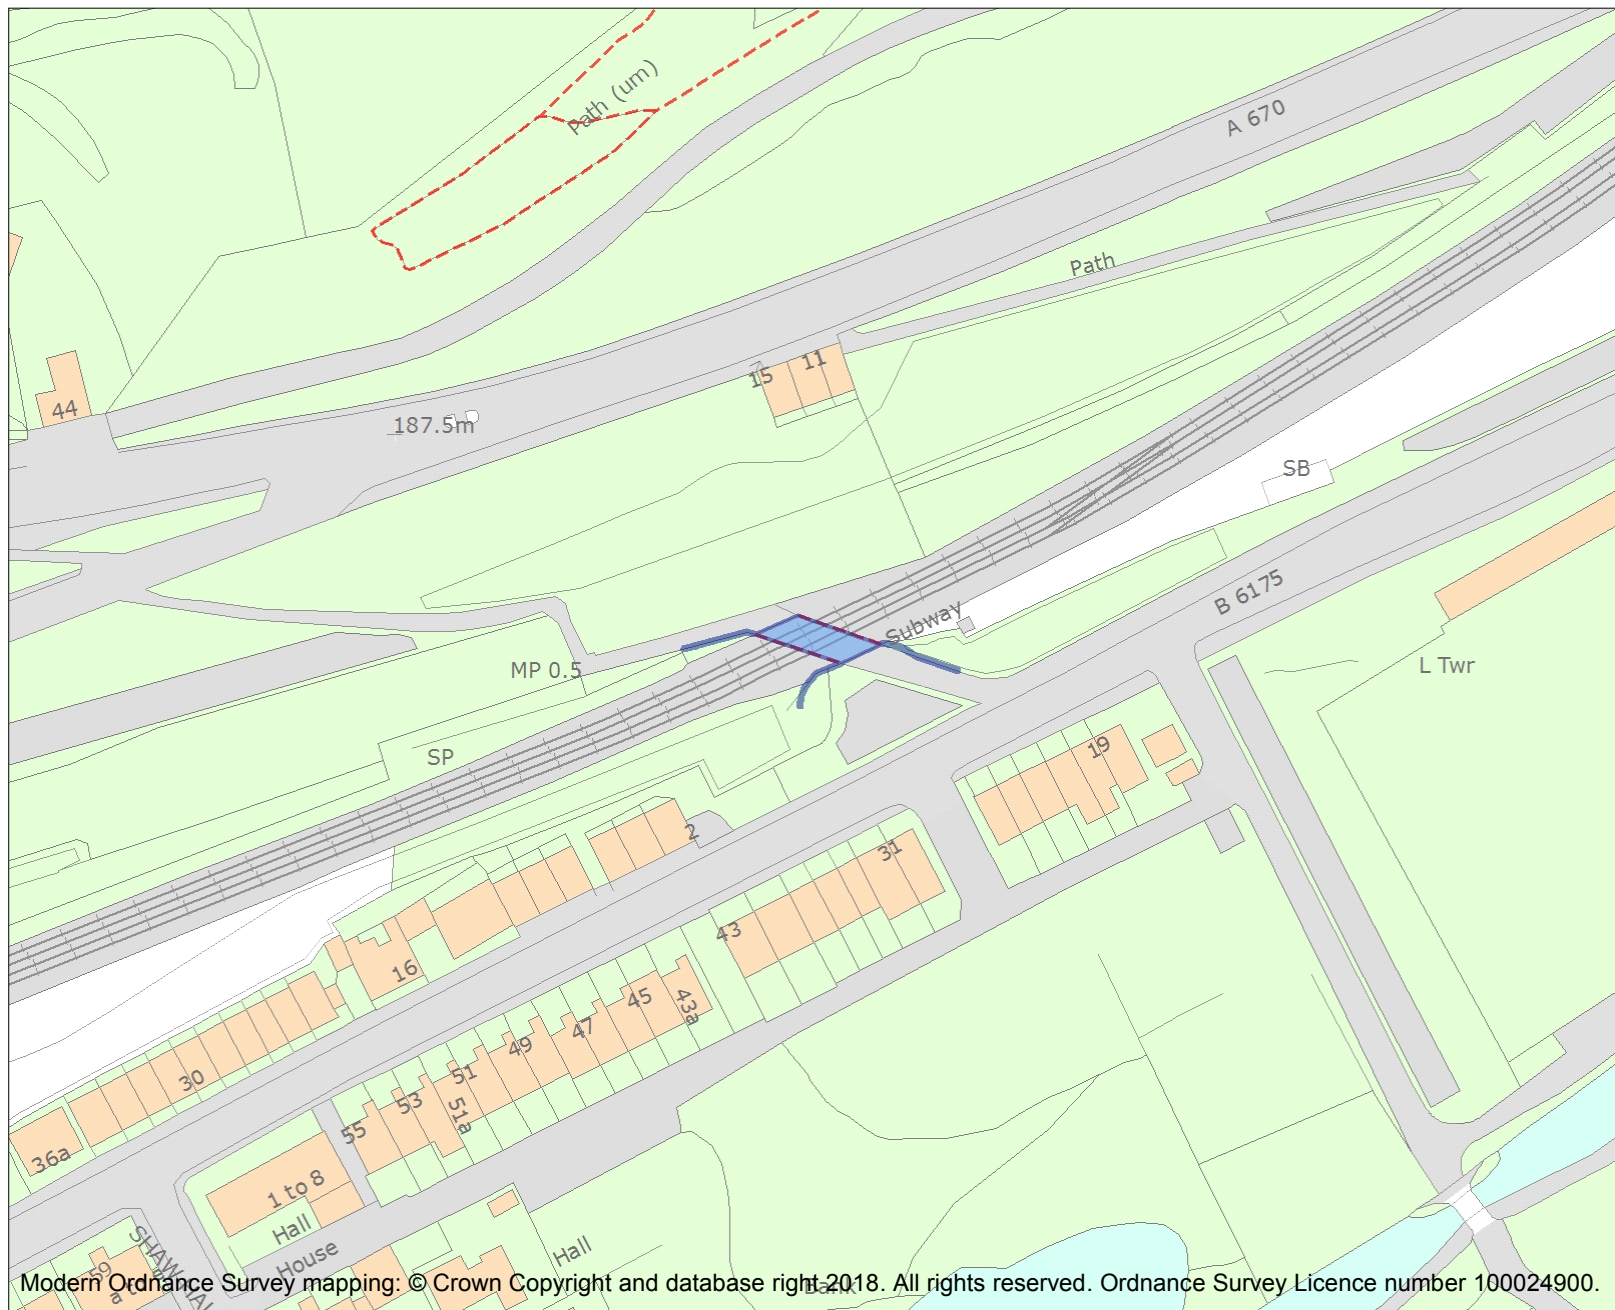 Path (um)
A 670
Path
11
15
44
187.5m
SB
B 6175
Subway
MP 0.5
L Twr
SP
19
2
31
43
16
45
43a
47
49
30
51
53
51a
55
36a
1 to 8
Hall
House
Hall
59
Bank
Modern Ordnance Survey mapping: © Crown Copyright and database right 2018. All rights reserved. Ordnance Survey Licence number 100024900.